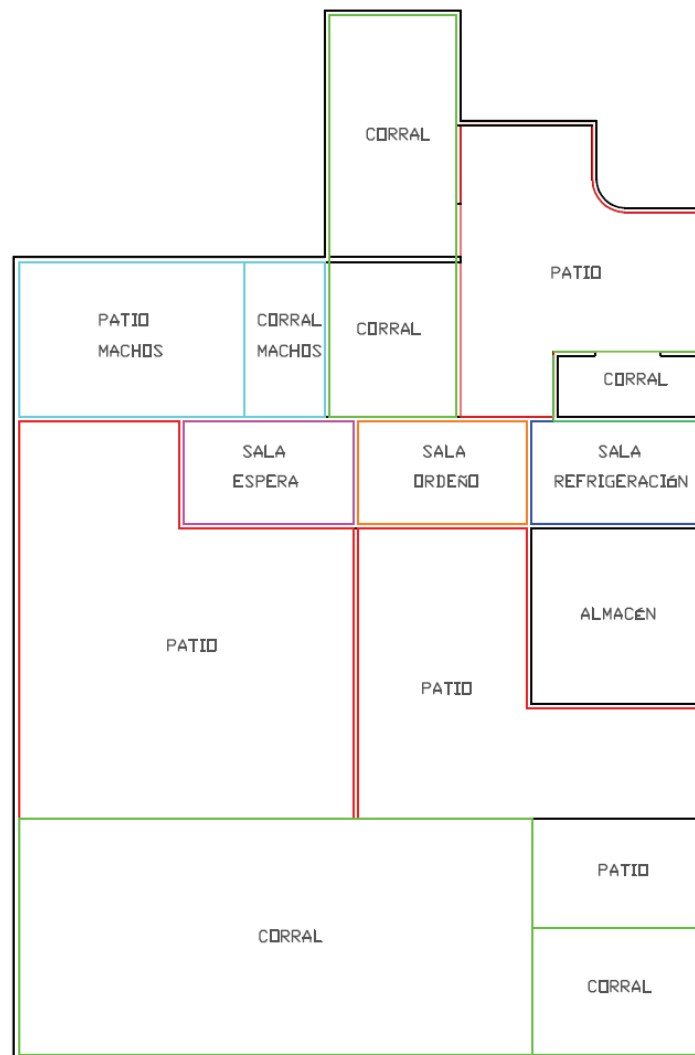 CORRAL
PATIO
PATIO
MACHOS
CORRAL
MACHOS
CORRAL
CORRAL
SALA
ESPERA
SALA
ORDEÑO
SALA
REFRIGERACIÓN
ALMACÉN
PATIO
PATIO
PATIO
CORRAL
CORRAL